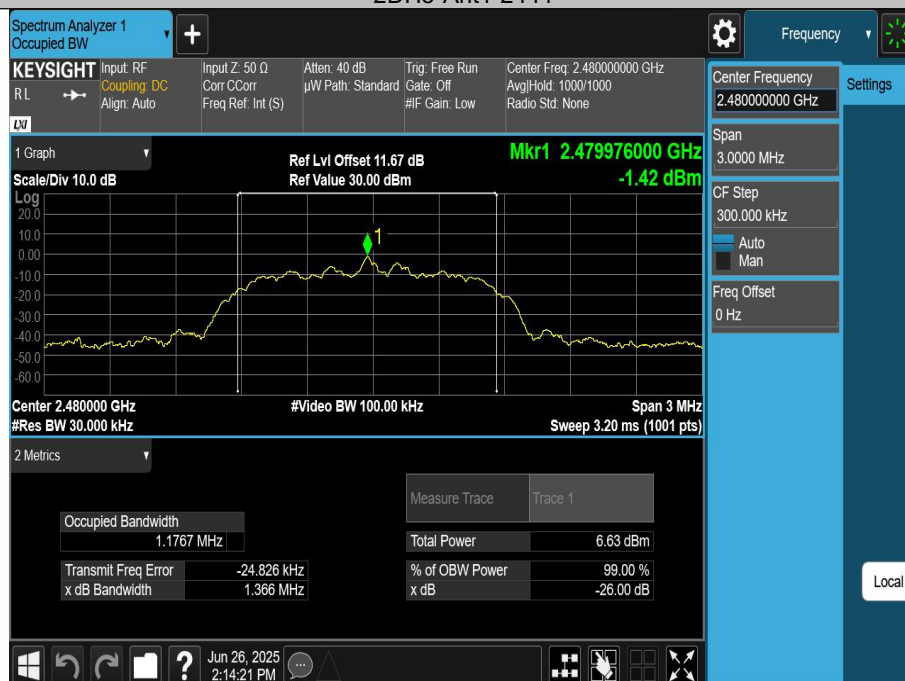 Spectrum Analyzer 1
Occupied BW
Frequency
KEYSIGHT
R L
LXI
Input: RF
Coupling: DC
Align: Auto
Input Z: 50 Ω
Corr CCorr
Freq Ref: Int (S)
Atten: 40 dB
µW Path: Standard
Trig: Free Run
Gate: Off
#IF Gain: Low
Center Freq: 2.480000000 GHz
Avg|Hold: 1000/1000
Radio Std: None
Center Frequency
2.480000000 GHz
Settings
Span
3.0000 MHz
CF Step
300.000 kHz
Auto
Man
Freq Offset
0 Hz
Local
1 Graph
Scale/Div 10.0 dB
Ref Lvl Offset 11.67 dB
Ref Value 30.00 dBm
Mkr1 2.479976000 GHz
-1.42 dBm
Log
20.0
10.0
0.00
-10.0
-20.0
-30.0
-40.0
-50.0
-60.0
1
Center 2.480000 GHz
#Res BW 30.000 kHz
#Video BW 100.00 kHz
Span 3 MHz
Sweep 3.20 ms (1001 pts)
2 Metrics
Measure Trace Trace 1
Occupied Bandwidth
1.1767 MHz
Total Power 6.63 dBm
Transmit Freq Error -24.826 kHz
% of OBW Power 99.00 %
x dB Bandwidth 1.366 MHz
x dB -26.00 dB
Jun 26, 2025
2:14:21 PM